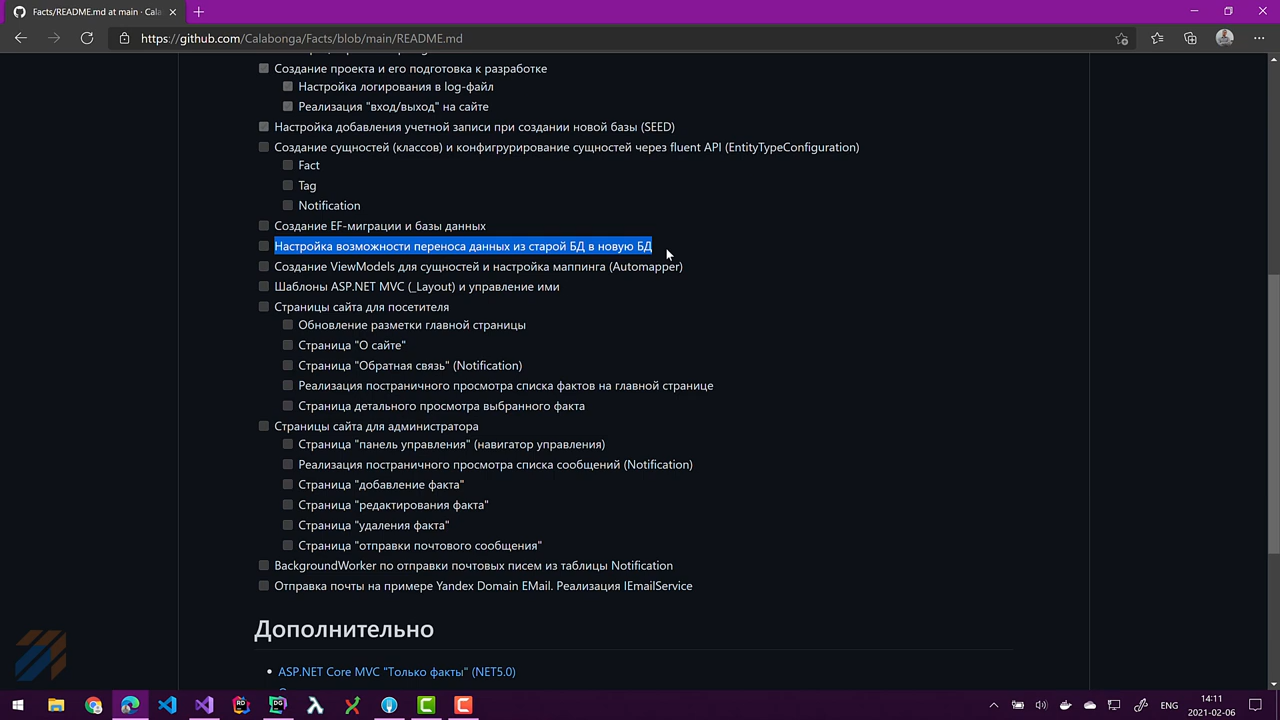 Facts/README.md at main · Cala
https://github.com/Calabonga/Facts/blob/main/README.md
Создание проекта и его подготовка к разработке
Настройка логирования в log-файл
Реализация "вход/выход" на сайте
Настройка добавления учетной записи при создании новой базы (SEED)
Создание сущностей (классов) и конфигрурирование сущностей через fluent API (EntityTypeConfiguration)
Fact
Tag
Notification
Создание EF-миграции и базы данных
Настройка возможности переноса данных из старой БД в новую БД
Создание ViewModels для сущностей и настройка маппинга (Automapper)
Шаблоны ASP.NET MVC (_Layout) и управление ими
Страницы сайта для посетителя
Обновление разметки главной страницы
Страница "О сайте"
Страница "Обратная связь" (Notification)
Реализация постраничного просмотра списка фактов на главной странице
Страница детального просмотра выбранного факта
Страницы сайта для администратора
Страница "панель управления" (навигатор управления)
Реализация постраничного просмотра списка сообщений (Notification)
Страница "добавление факта"
Страница "редактирования факта"
Страница "удаления факта"
Страница "отправки почтового сообщения"
BackgroundWorker по отправки почтовых писем из таблицы Notification
Отправка почты на примере Yandex Domain EMail. Реализация IEmailService
Дополнительно
ASP.NET Core MVC "Только факты" (NET5.0)
ENG
14:11
2021-02-06